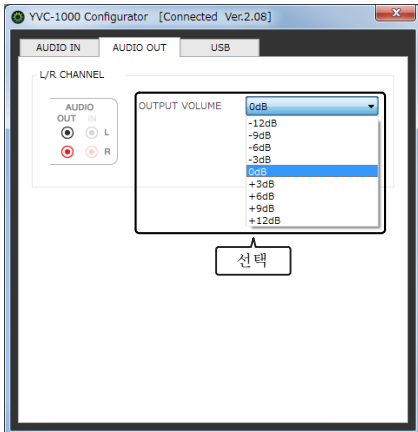 YVC-1000 Configurator [Connected Ver.2.08]
AUDIO IN AUDIO OUT USB
L/R CHANNEL
AUDIO
OUT IN
L
R
OUTPUT VOLUME 0dB
-12dB
-9dB
-6dB
-3dB
0dB
+3dB
+6dB
+9dB
+12dB
선택